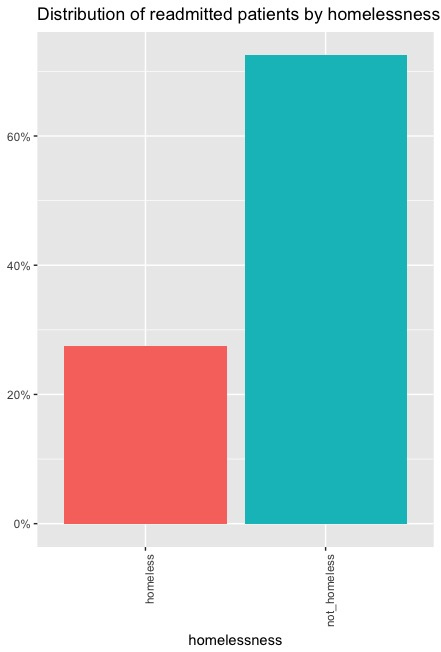 Distribution of readmitted patients by homelessness
60%
40%
20%
0%
homeless
not_homeless
homelessness